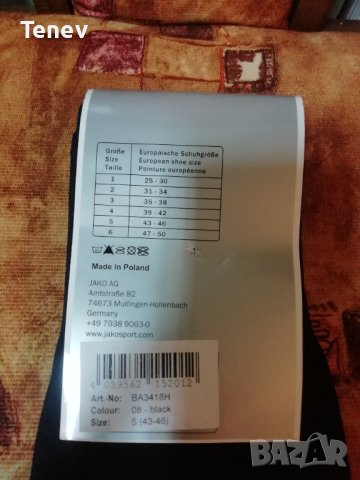 Tenev
Größe Europäische Schuhgröße
Size European shoe size
Taille Pointure européenne
1 25 - 30
2 31 - 34
3 35 - 38
4 39 - 42
5 43 - 46
6 47 - 50
Made in Poland
JAKO AG
Amtstraße 82
74673 Mulfingen-Hollenbach
Germany
+49 7938 9063-0
www.jakosport.com
4 059562 152012
Art.-No: BA3418H
Colour: 08 - black
Size: 5 (43-46)
BAZAR